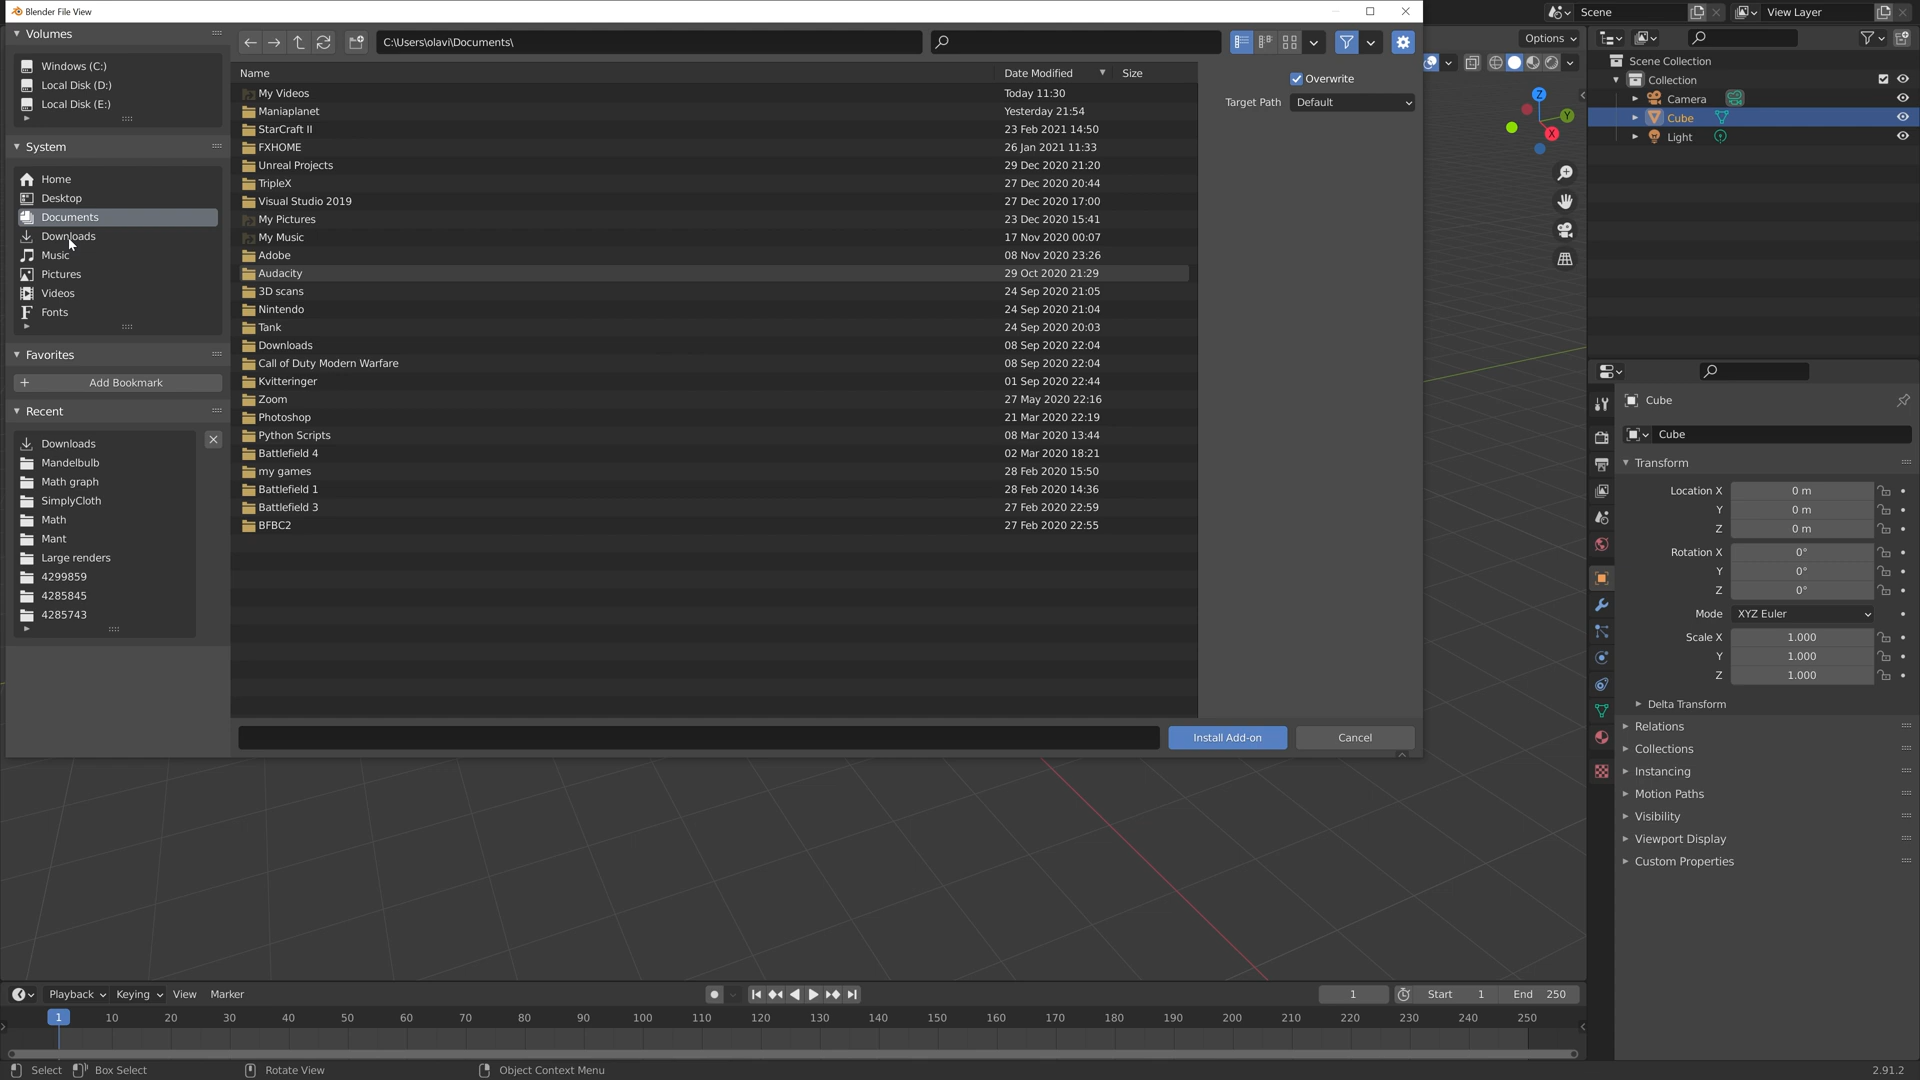 Blender File View
Volumes
Windows (C:)
Local Disk (D:)
Local Disk (E:)
System
Home
Desktop
Documents
Downloads
Music
Pictures
Videos
Fonts
Favorites
Add Bookmark
Recent
Downloads
Mandelbulb
Math graph
SimplyCloth
Math
Mant
Large renders
4299859
4285845
4285743
C:\Users\olavi\Documents\
Name Date Modified Size
My Videos Today 11:30
Maniaplanet Yesterday 21:54
StarCraft II 23 Feb 2021 14:50
FXHOME 26 Jan 2021 11:33
Unreal Projects 29 Dec 2020 21:20
TripleX 27 Dec 2020 20:44
Visual Studio 2019 27 Dec 2020 17:00
My Pictures 23 Dec 2020 15:41
My Music 17 Nov 2020 00:07
Adobe 08 Nov 2020 23:26
Audacity 29 Oct 2020 21:29
3D scans 24 Sep 2020 21:05
Nintendo 24 Sep 2020 21:04
Tank 24 Sep 2020 20:03
Downloads 08 Sep 2020 22:04
Call of Duty Modern Warfare 08 Sep 2020 22:04
Kvitteringer 01 Sep 2020 22:44
Zoom 27 May 2020 22:16
Photoshop 21 Mar 2020 22:19
Python Scripts 08 Mar 2020 13:44
Battlefield 4 02 Mar 2020 18:21
my games 28 Feb 2020 15:50
Battlefield 1 28 Feb 2020 14:36
Battlefield 3 27 Feb 2020 22:59
BFBC2 27 Feb 2020 22:55
Overwrite
Target Path Default
Install Add-on Cancel
Scene View Layer
Options
Z
Y
X
Scene Collection
Collection
Camera
Cube
Light
Cube
Cube
Transform
Location X 0 m
Y 0 m
Z 0 m
Rotation X 0°
Y 0°
Z 0°
Mode XYZ Euler
Scale X 1.000
Y 1.000
Z 1.000
Delta Transform
Relations
Collections
Instancing
Motion Paths
Visibility
Viewport Display
Custom Properties
Playback Keying View Marker 1 Start 1 End 250
1 10 20 30 40 50 60 70 80 90 100 110 120 130 140 150 160 170 180 190 200 210 220 230 240 250
Select Box Select Rotate View Object Context Menu 2.91.2